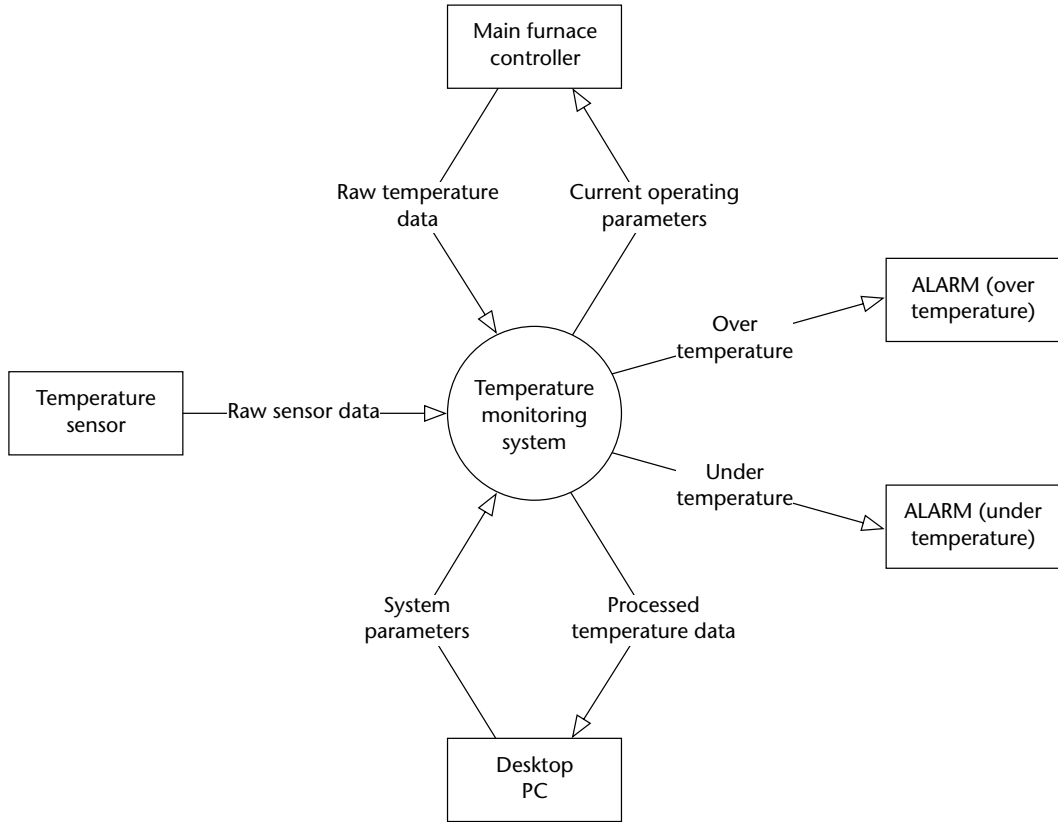 Main furnace
controller
Raw temperature
data
Current operating
parameters
ALARM (over
temperature)
Over
temperature
Temperature
sensor
Raw sensor data
Temperature
monitoring
system
Under
temperature
ALARM (under
temperature)
System
parameters
Processed
temperature data
Desktop
PC